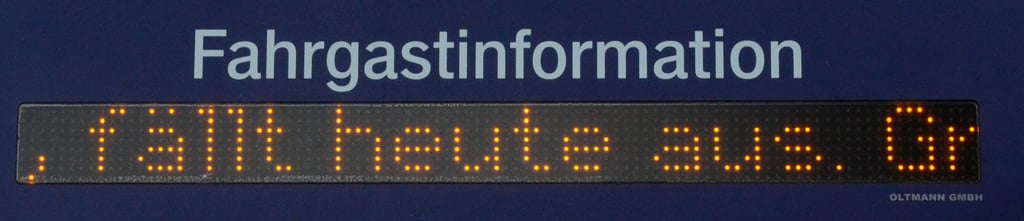 Fahrgastinformation
, fällt heute aus. Gr
OLTMANN GMBH